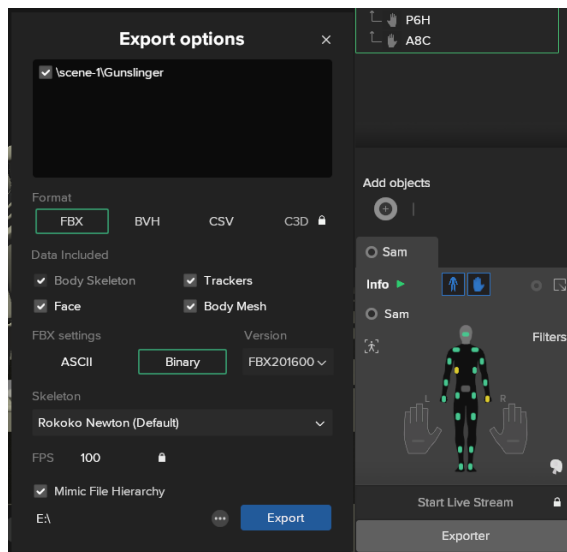 Export options ×
\scene-1\Gunslinger
Format
FBX BVH CSV C3D
Data Included
Body Skeleton Trackers
Face Body Mesh
FBX settings Version
ASCII Binary FBX201600
Skeleton
Rokoko Newton (Default)
FPS 100
Mimic File Hierarchy
E:\ Export
P6H
A8C
Add objects
Sam
Info
Sam
Filters
L R
Start Live Stream
Exporter